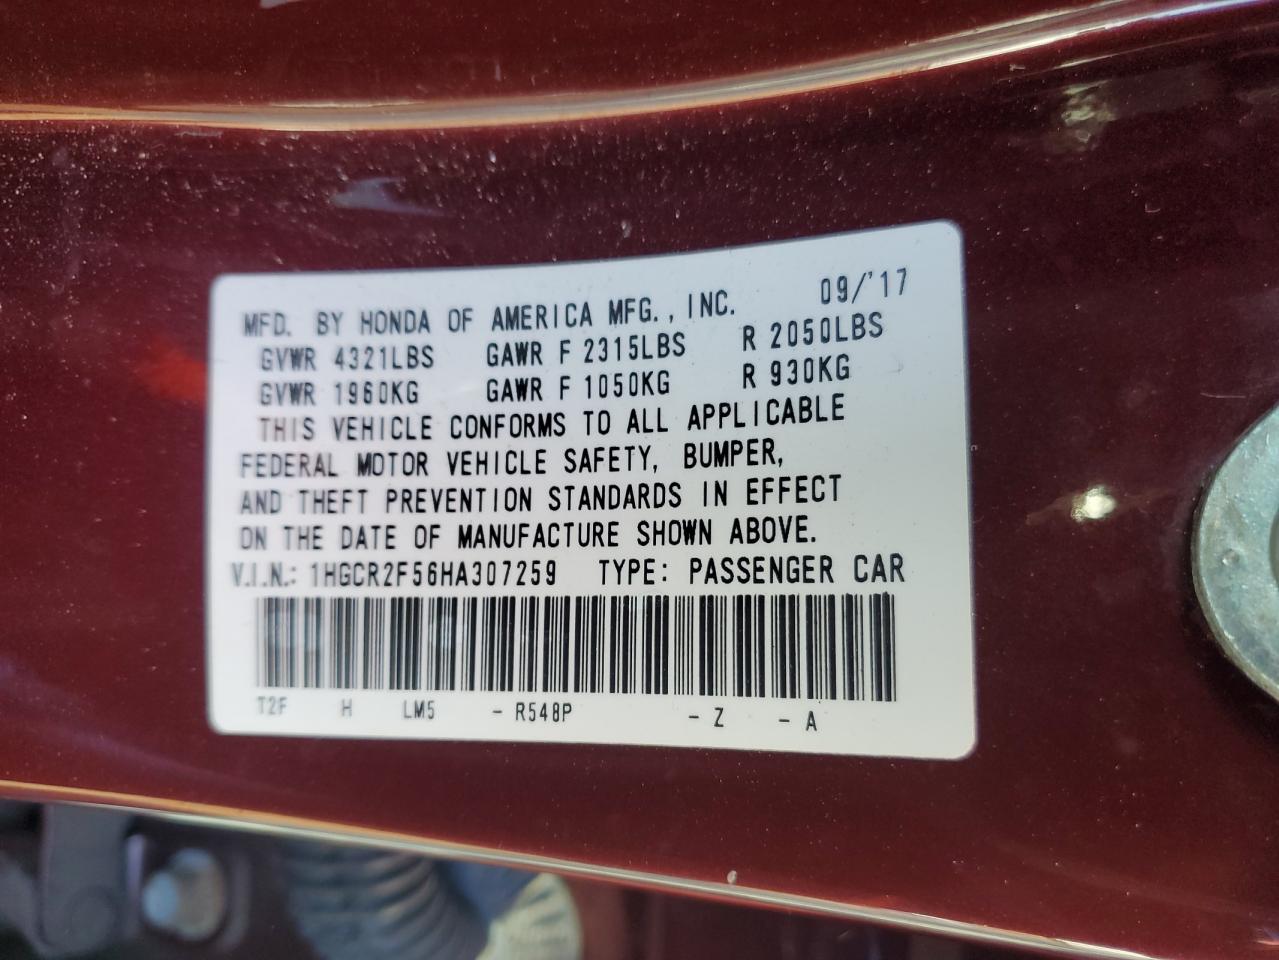 MFD. BY HONDA OF AMERICA MFG., INC. 09/'17
GVWR 4321LBS GAWR F 2315LBS R 2050LBS
GVWR 1960KG GAWR F 1050KG R 930KG
THIS VEHICLE CONFORMS TO ALL APPLICABLE
FEDERAL MOTOR VEHICLE SAFETY, BUMPER,
AND THEFT PREVENTION STANDARDS IN EFFECT
ON THE DATE OF MANUFACTURE SHOWN ABOVE.
V.I.N.: 1HGCR2F56HA307259 TYPE: PASSENGER CAR
T2F H LM5 - R548P - Z - A